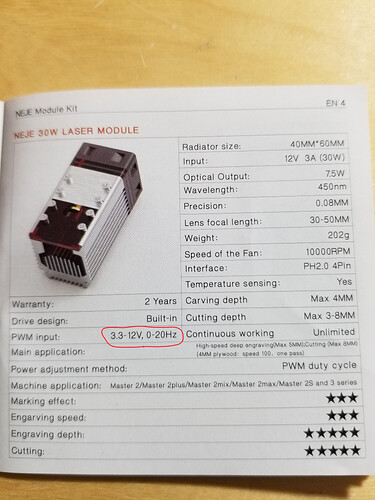 NEJE Module Kit
EN 4
NEJE 30W LASER MODULE
Radiator size: 40MM*60MM
Input: 12V 3A (30W)
Optical Output: 7.5W
Wavelength: 450nm
Precision: 0.08MM
Lens focal length: 30-50MM
Weight: 202g
Speed of the Fan: 10000RPM
Interface: PH2.0 4Pin
Temperature sensing: Yes
Warranty: 2 Years
Carving depth Max 4MM
Drive design: Built-in
Cutting depth Max 3-8MM
PWM input: 3.3-12V, 0-20Hz
Continuous working Unlimited
Main application: High-speed deep engraving(Max 5MM),Cutting (Max 8MM)
(4MM plywood: speed 100, one pass)
Power adjustment method: PWM duty cycle
Machine application: Master 2/Master 2plus/Master 2mix/Master 2max/Master 2S and 3 series
Marking effect: ★★★
Engarving speed: ★★★
Engraving depth: ★★★★★
Cutting: ★★★★★